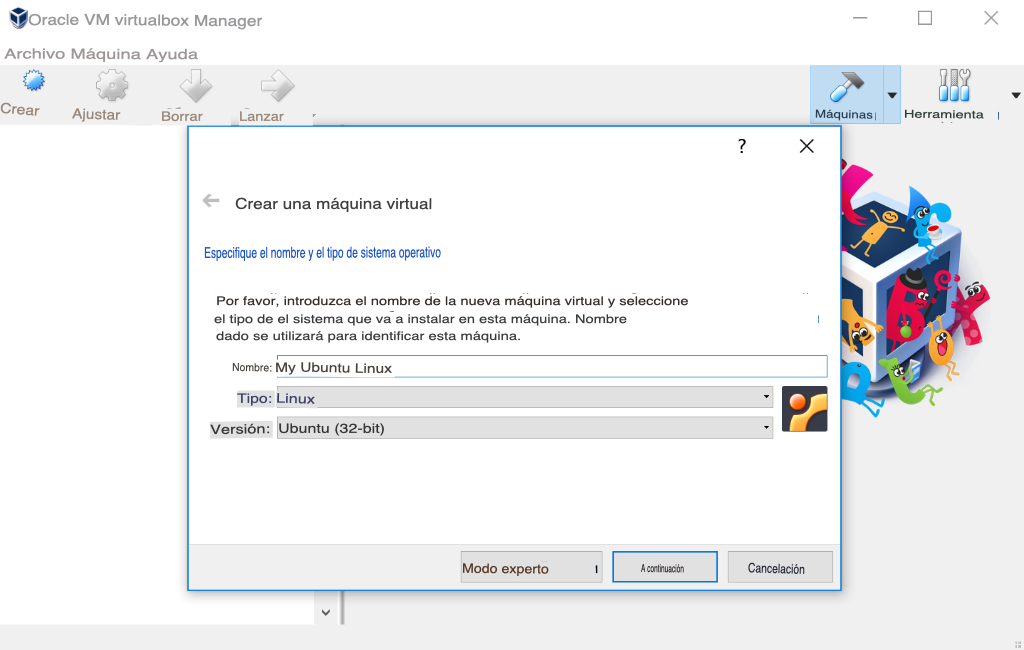 Oracle VM virtualbox Manager
Archivo Máquina Ayuda
Crear
Ajustar
Borrar
Lanzar
Máquinas
Herramienta
?
Crear una máquina virtual
Especifique el nombre y el tipo de sistema operativo
Por favor, introduzca el nombre de la nueva máquina virtual y seleccione
el tipo de el sistema que va a instalar en esta máquina. Nombre
dado se utilizará para identificar esta máquina.
Nombre: My Ubuntu Linux
Tipo: Linux
Versión: Ubuntu (32-bit)
Modo experto
A continuación
Cancelación